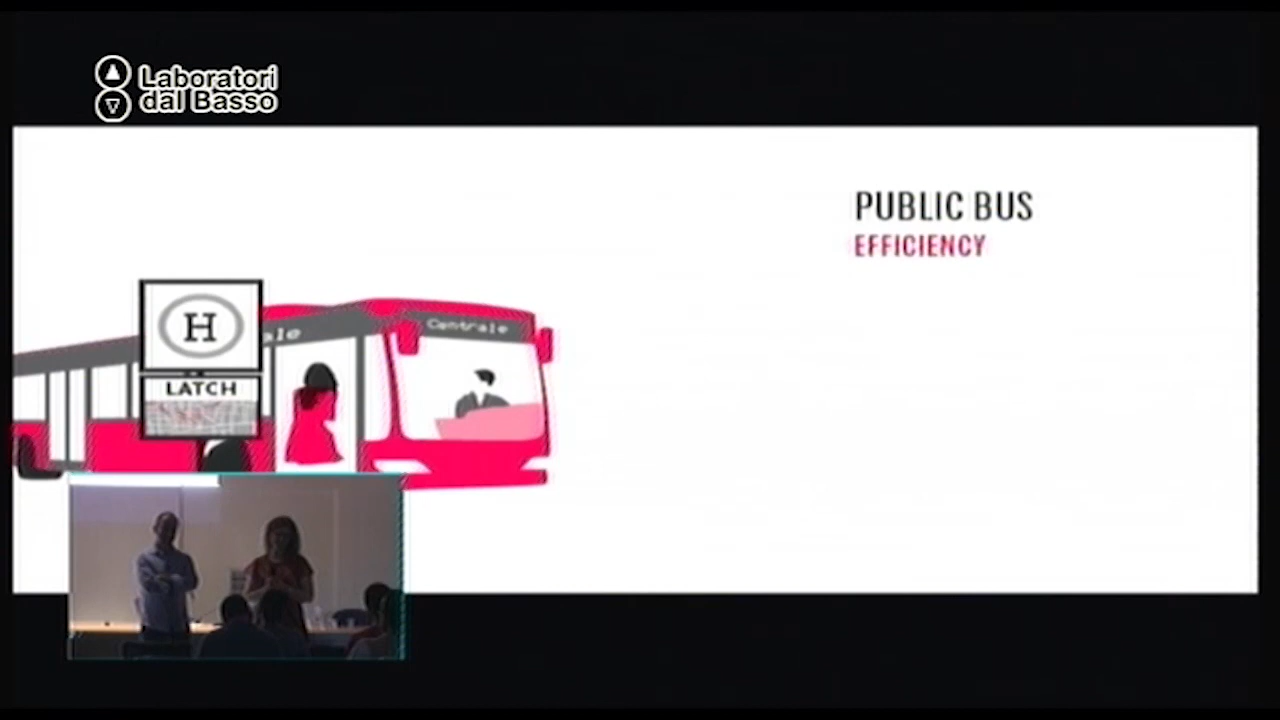 Laboratori
dal Basso
PUBLIC BUS
EFFICIENCY
H
LATCH
ale
Centrale